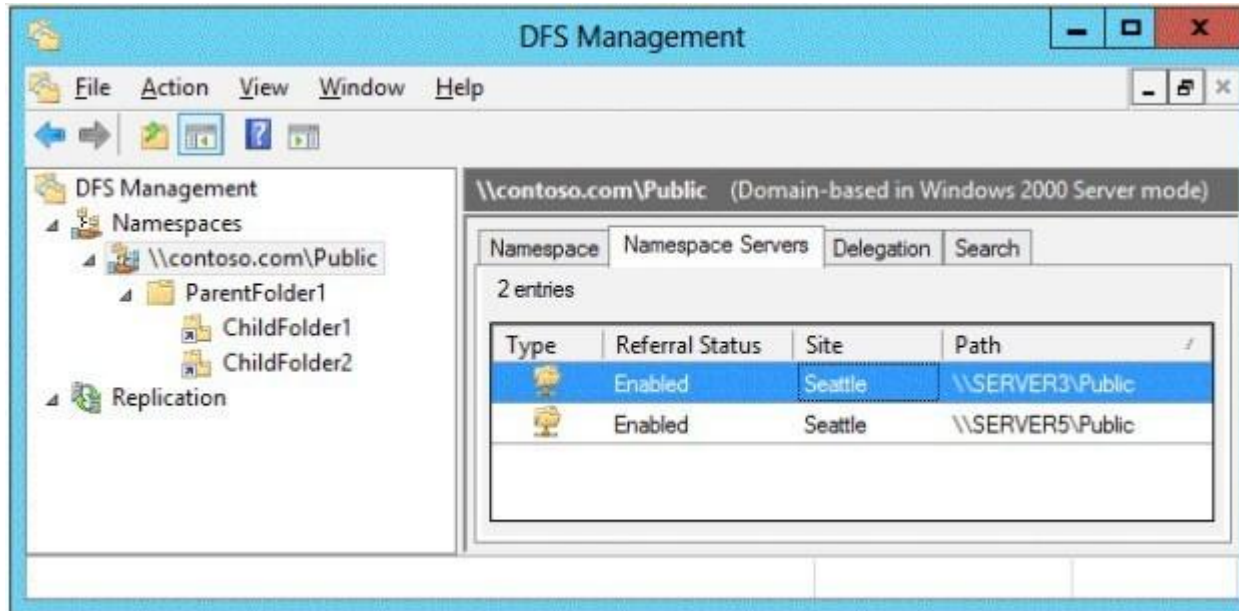 DFS Management
File Action View Window Help
DFS Management
Namespaces
\\contoso.com\Public
ParentFolder1
ChildFolder1
ChildFolder2
Replication
\\contoso.com\Public (Domain-based in Windows 2000 Server mode)
Namespace Namespace Servers Delegation Search
2 entries
Type Referral Status Site Path
Enabled Seattle \\SERVER3\Public
Enabled Seattle \\SERVER5\Public